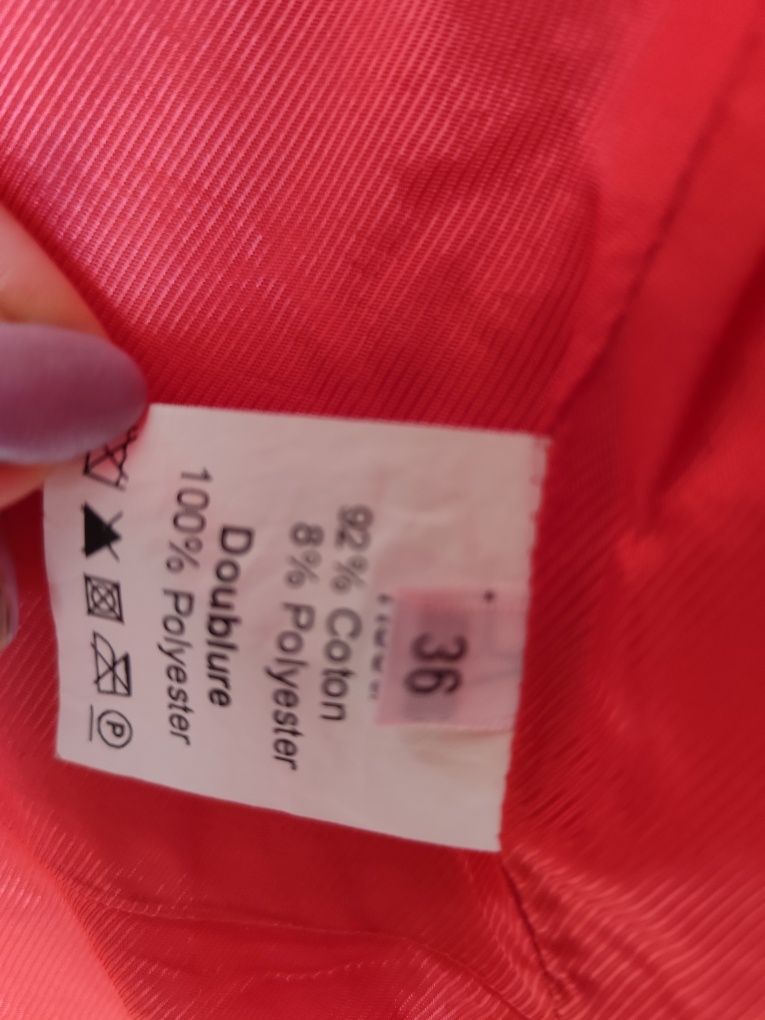 36
92% Coton
8% Polyester
Doublure
100% Polyester
P